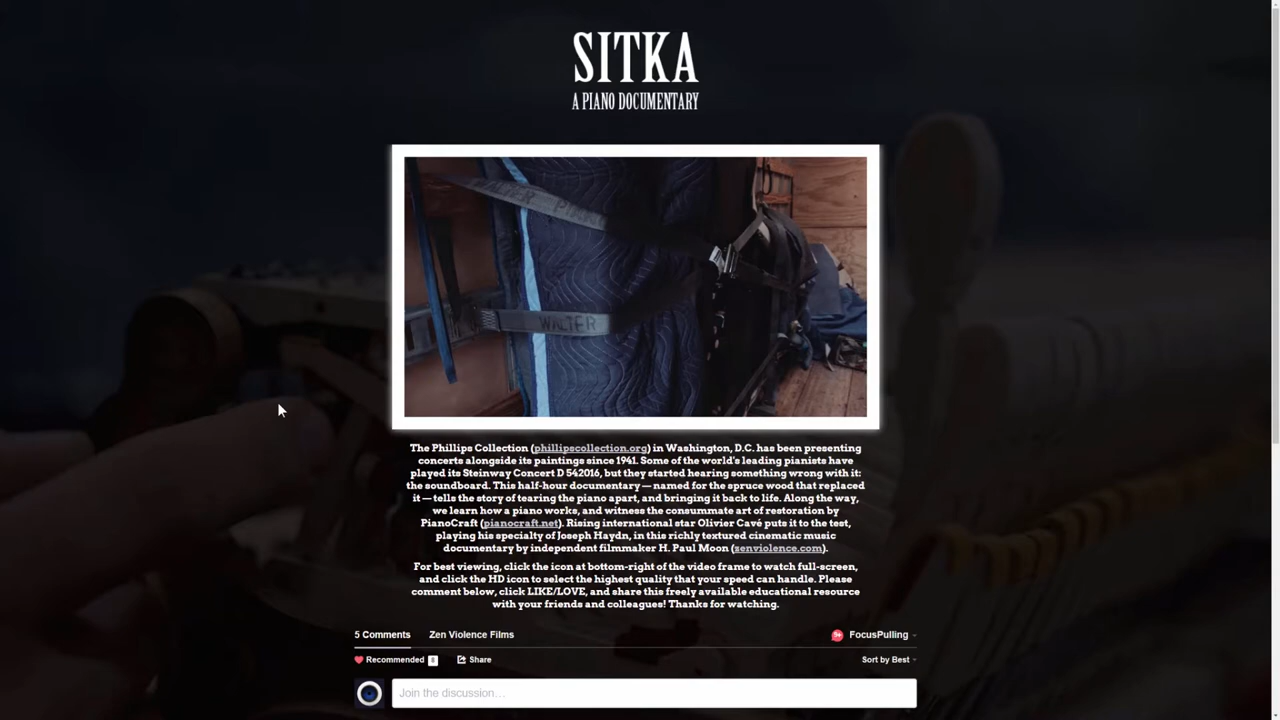 SITKA
A PIANO DOCUMENTARY
WALTER
The Phillips Collection (phillipscollection.org) in Washington, D.C. has been presenting
concerts alongside its paintings since 1941. Some of the world's leading pianists have
played its Steinway Concert D 542016, but they started hearing something wrong with it:
the soundboard. This half-hour documentary — named for the spruce wood that replaced
it — tells the story of tearing the piano apart, and bringing it back to life. Along the way,
we learn how a piano works, and witness the consummate art of restoration by
PianoCraft (pianocraft.net). Rising international star Olivier Cavé puts it to the test,
playing his specialty of Joseph Haydn, in this richly textured cinematic music
documentary by independent filmmaker H. Paul Moon (zenviolence.com).
For best viewing, click the icon at bottom-right of the video frame to watch full-screen,
and click the HD icon to select the highest quality that your speed can handle. Please
comment below, click LIKE/LOVE, and share this freely available educational resource
with your friends and colleagues! Thanks for watching.
5 Comments Zen Violence Films FocusPulling
Recommended 8 Share Sort by Best
Join the discussion…